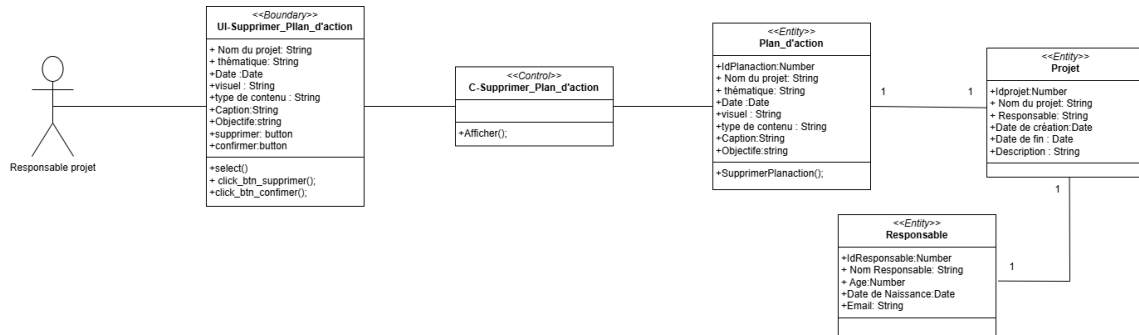 Responsable projet
<<Boundary>>
UI-Supprimer_Pllan_d'action
+ Nom du projet: String
+ thématique: String
+Date :Date
+visuel : String
+type de contenu : String
+Caption:String
+Objectife:string
+supprimer: button
+confirmer:button
+select()
+ click_btn_supprimer();
+click_btn_confimer();
<<Control>>
C-Supprimer_Plan_d'action
+Afficher();
<<Entity>>
Plan_d'action
+IdPlanaction:Number
+ Nom du projet: String
+ thématique: String
+Date :Date
+visuel : String
+type de contenu : String
+Caption:String
+Objectife:string
+SupprimerPlanaction();
1
1
<<Entity>>
Projet
+Idprojet:Number
+ Nom du projet: String
+ Responsable: String
+Date de création:Date
+Date de fin : Date
+Description : String
1
1
<<Entity>>
Responsable
+IdResponsable:Number
+ Nom Responsable: String
+ Age:Number
+Date de Naissance:Date
+Email: String